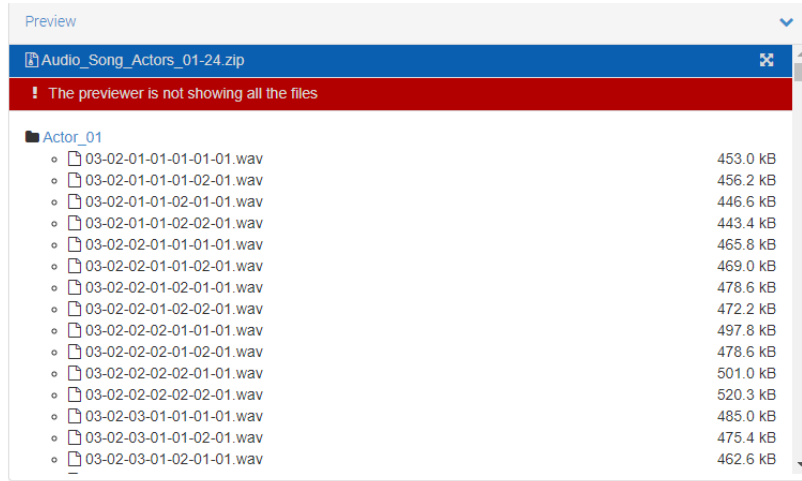 Preview
Audio_Song_Actors_01-24.zip
! The previewer is not showing all the files
Actor_01
03-02-01-01-01-01-01.wav 453.0 kB
03-02-01-01-01-02-01.wav 456.2 kB
03-02-01-01-02-01-01.wav 446.6 kB
03-02-01-01-02-02-01.wav 443.4 kB
03-02-02-01-01-01-01.wav 465.8 kB
03-02-02-01-01-02-01.wav 469.0 kB
03-02-02-01-02-01-01.wav 478.6 kB
03-02-02-01-02-02-01.wav 472.2 kB
03-02-02-02-01-01-01.wav 497.8 kB
03-02-02-02-01-02-01.wav 478.6 kB
03-02-02-02-02-01-01.wav 501.0 kB
03-02-02-02-02-02-01.wav 520.3 kB
03-02-03-01-01-01-01.wav 485.0 kB
03-02-03-01-01-02-01.wav 475.4 kB
03-02-03-01-02-01-01.wav 462.6 kB